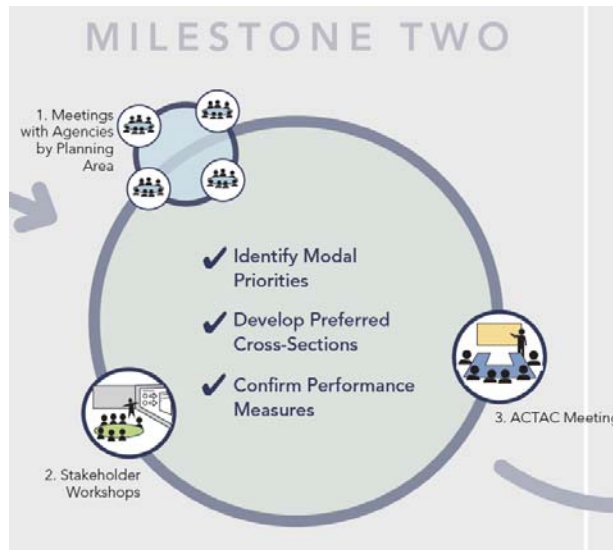 MILESTONE TWO
1. Meetings
with Agencies
by Planning
Area
✓ Identify Modal
Priorities
✓ Develop Preferred
Cross-Sections
✓ Confirm Performance
Measures
2. Stakeholder
Workshops
3. ACTAC Meeting